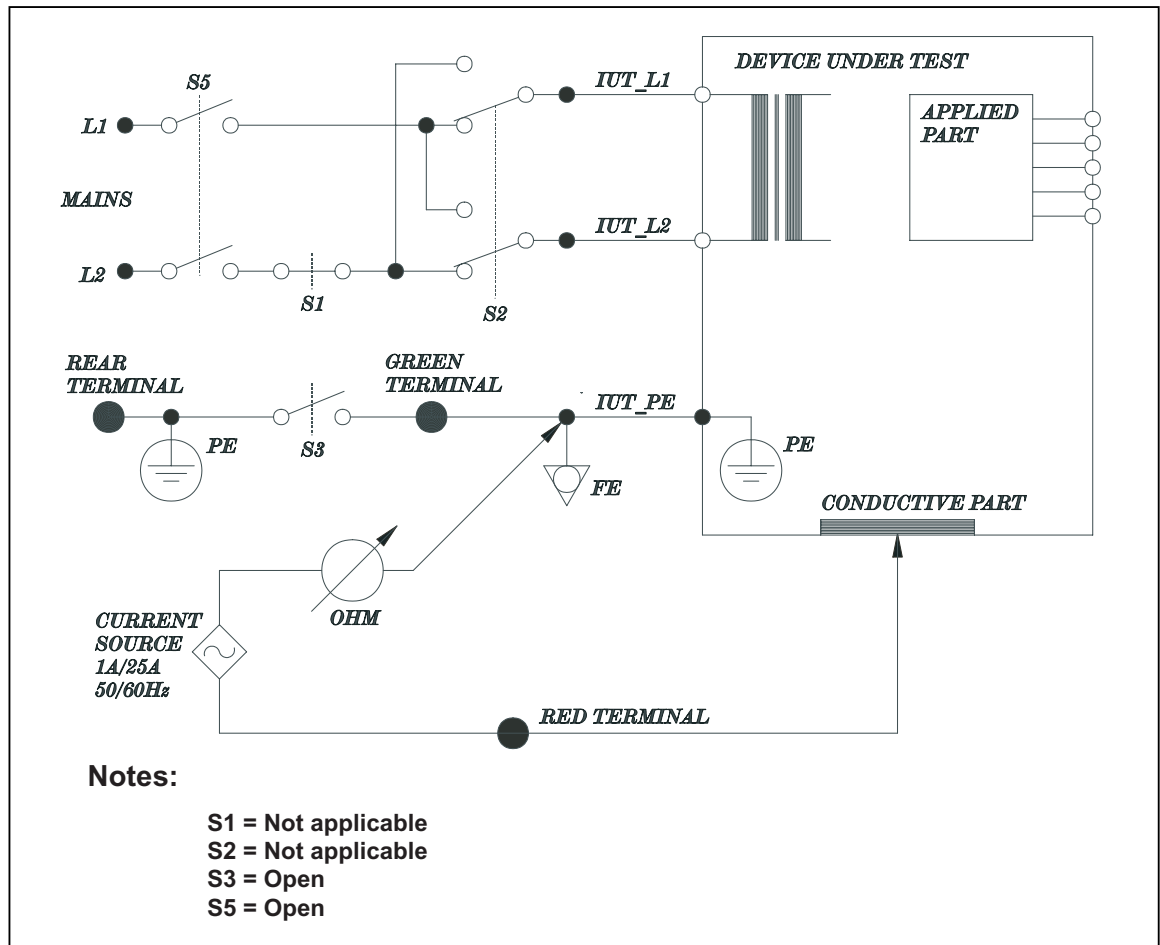 DEVICE UNDER TEST
IUT_L1
S5
APPLIED
PART
L1
MAINS
IUT_L2
L2
S1
S2
REAR
TERMINAL
GREEN
TERMINAL
IUT_PE
PE
S3
PE
FE
CONDUCTIVE PART
OHM
CURRENT
SOURCE
1A/25A
50/60Hz
RED TERMINAL
Notes:
S1 = Not applicable
S2 = Not applicable
S3 = Open
S5 = Open